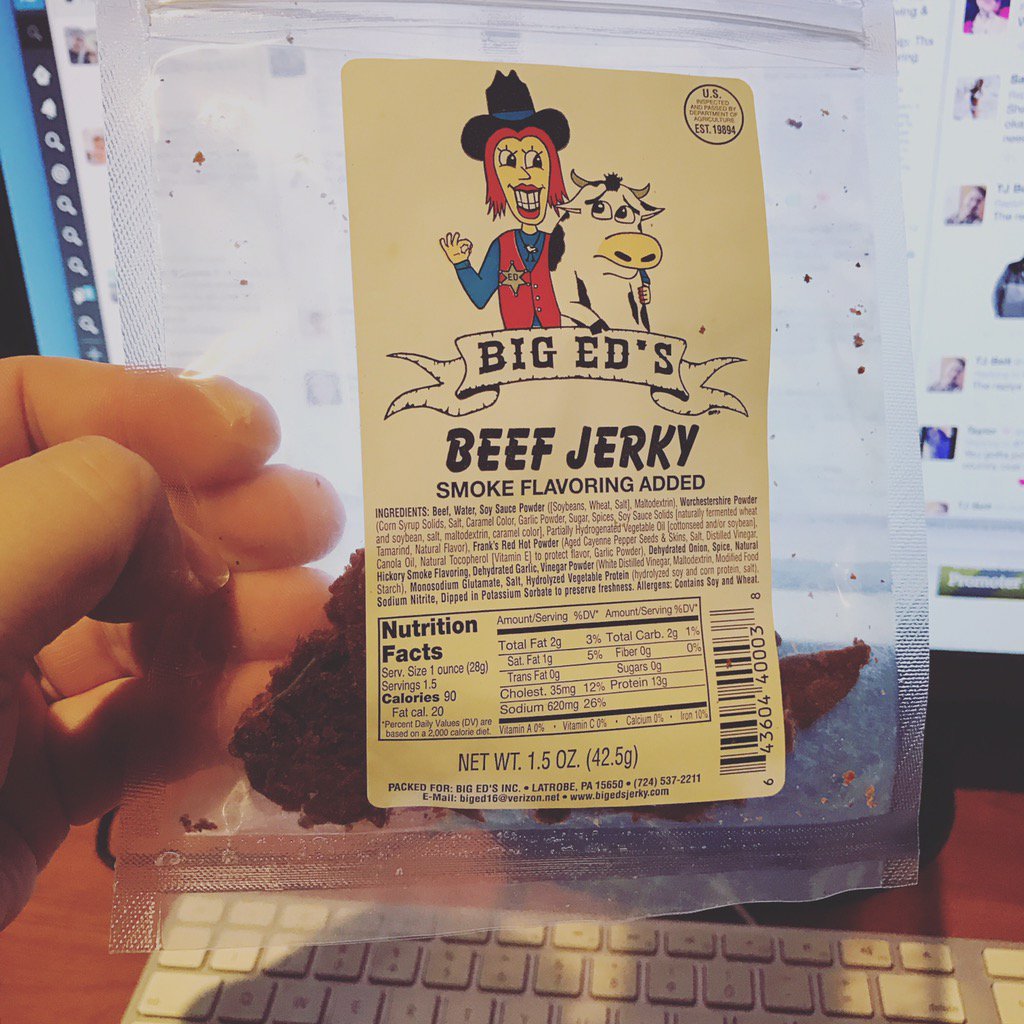 U.S.
INSPECTED
AND PASSED BY
DEPARTMENT OF
AGRICULTURE
EST. 19894
ED
BIG ED'S
BEEF JERKY
SMOKE FLAVORING ADDED
INGREDIENTS: Beef, Water, Soy Sauce Powder ([Soybeans, Wheat, Salt], Maltodextrin), Worchestershire Powder
(Corn Syrup Solids, Salt, Caramel Color, Garlic Powder, Sugar, Spices, Soy Sauce Solids [naturally fermented wheat
and soybean, salt, maltodextrin, caramel color], Partially Hydrogenated Vegetable Oil [cottonseed and/or soybean],
Tamarind, Natural Flavor), Frank's Red Hot Powder (Aged Cayenne Pepper Seeds & Skins, Salt, Distilled Vinegar,
Canola Oil, Natural Tocopherol [Vitamin E] to protect flavor, Garlic Powder), Dehydrated Onion, Spice, Natural
Hickory Smoke Flavoring, Dehydrated Garlic, Vinegar Powder (White Distilled Vinegar, Maltodextrin, Modified Food
Starch), Monosodium Glutamate, Salt, Hydrolyzed Vegetable Protein (hydrolyzed soy and corn protein, salt),
Sodium Nitrite, Dipped in Potassium Sorbate to preserve freshness. Allergens: Contains Soy and Wheat.
Nutrition
Facts
Serv. Size 1 ounce (28g)
Servings 1.5
Calories 90
Fat cal. 20
*Percent Daily Values (DV) are
based on a 2,000 calorie diet.
Amount/Serving %DV* Amount/Serving %DV*
Total Fat 2g 3% Total Carb. 2g 1%
Sat. Fat 1g 5% Fiber 0g 0%
Trans Fat 0g Sugars 0g
Cholest. 35mg 12% Protein 13g
Sodium 620mg 26%
Vitamin A 0% • Vitamin C 0% • Calcium 0% • Iron 10%
6 43604 40003 8
NET WT. 1.5 OZ. (42.5g)
PACKED FOR: BIG ED'S INC. • LATROBE, PA 15650 • (724) 537-2211
E-Mail: biged16@verizon.net • www.bigedsjerky.com